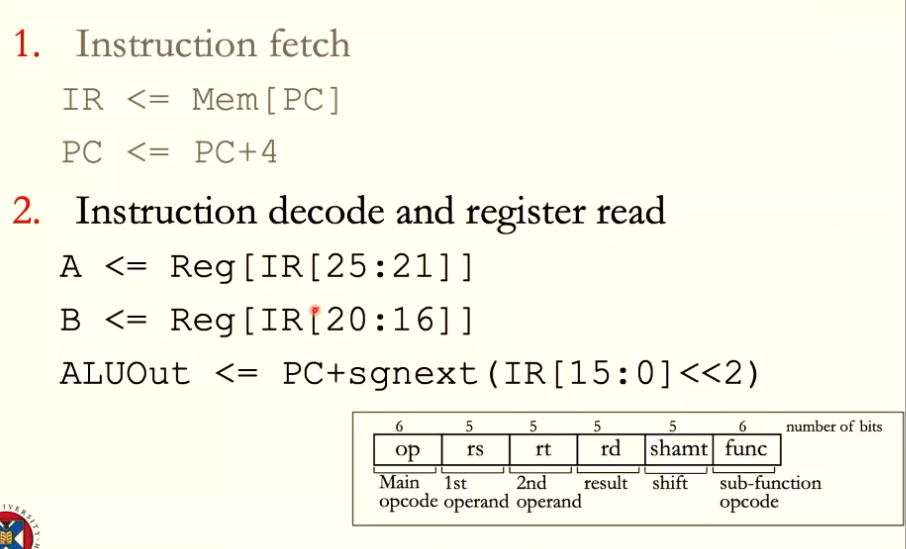 1. Instruction fetch
IR <= Mem[PC]
PC <= PC+4
2. Instruction decode and register read
A <= Reg[IR[25:21]]
B <= Reg[IR[20:16]]
ALUOut <= PC+sgnext(IR[15:0]<<2)
6 5 5 5 5 6 number of bits
op rs rt rd shamt func
Main 1st 2nd result shift sub-function
opcode operand operand opcode